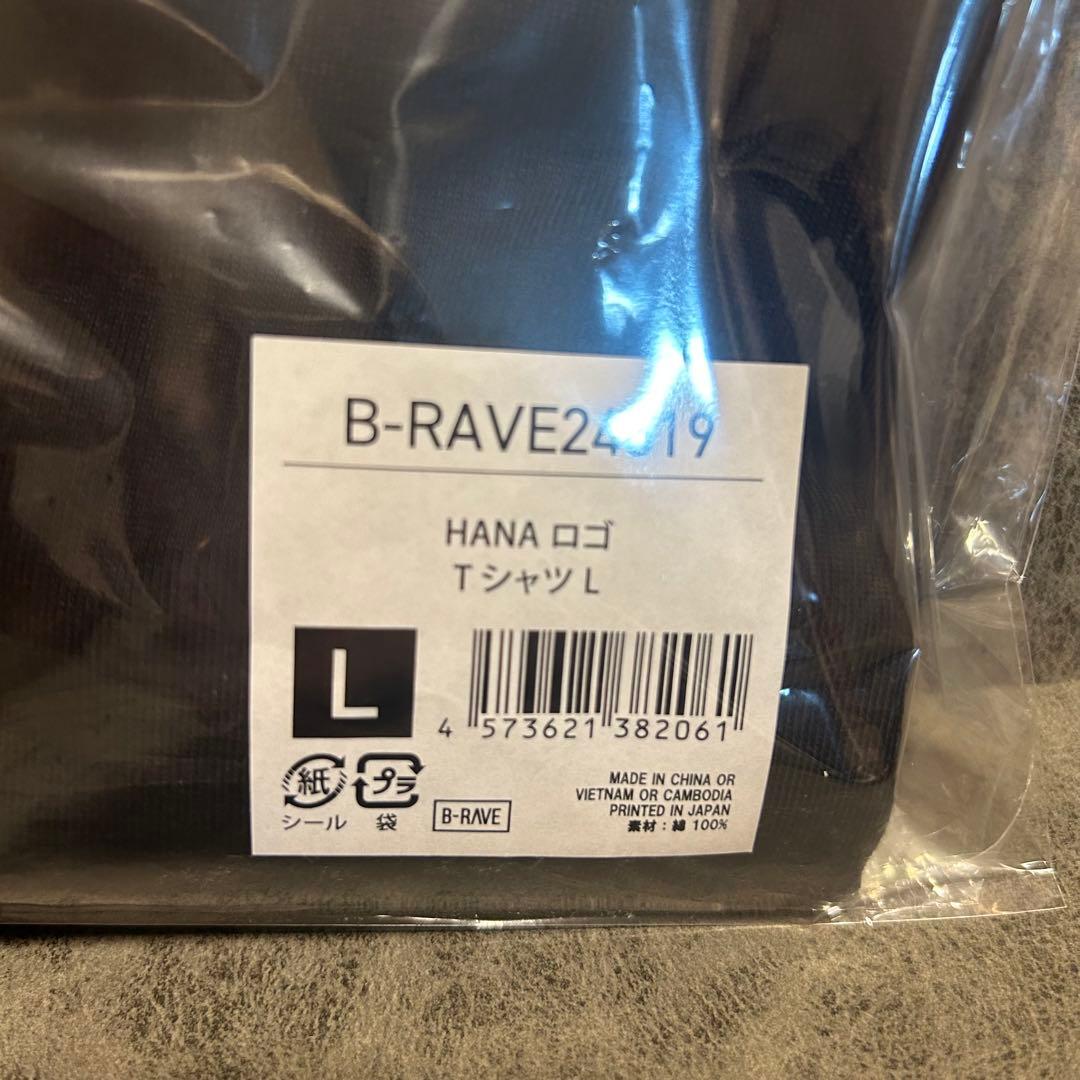 HANA ロゴ
Tシャツ L
L
4 573621 382061
紙 プラ
シール 袋
B-RAVE
MADE IN CHINA OR
VIETNAM OR CAMBODIA
PRINTED IN JAPAN
素材：綿 100%